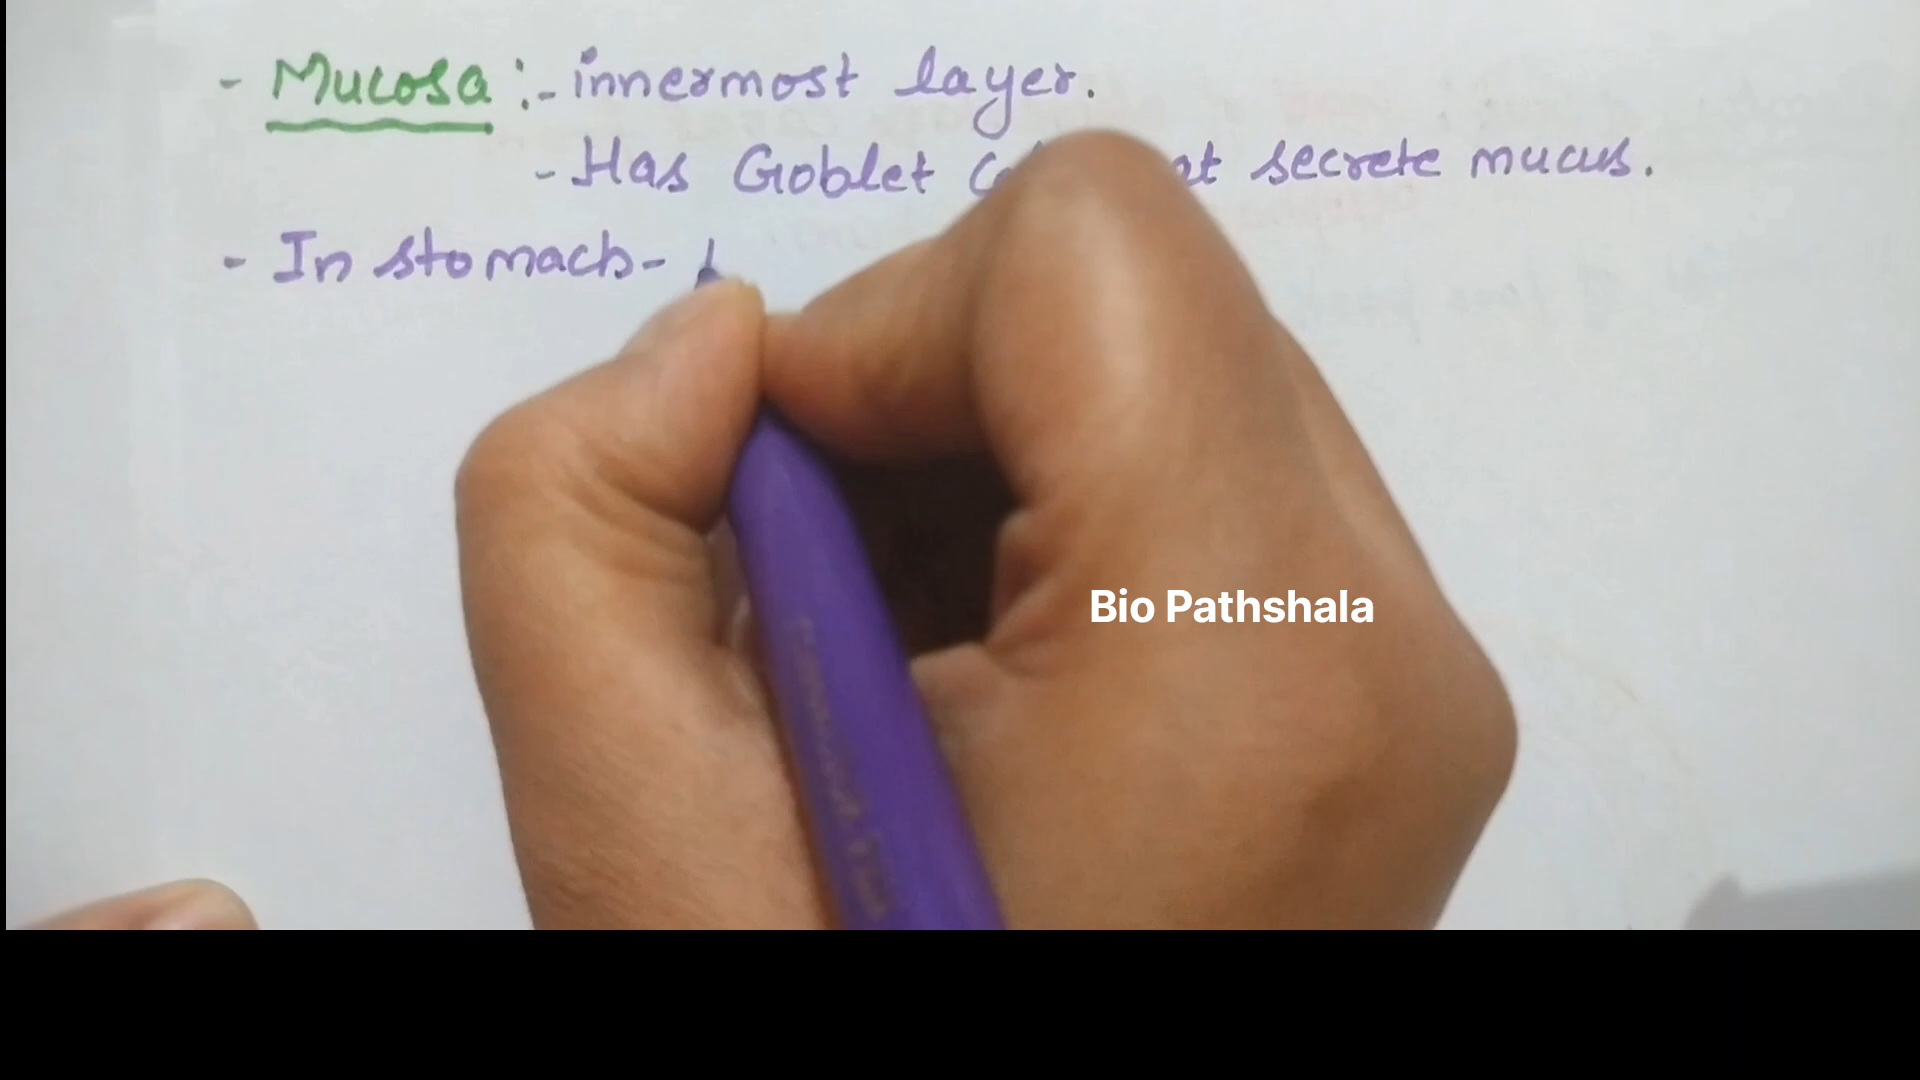 - Mucosa :- innermost layer.
- Has Goblet secrete mucus.
- In stomach -
Bio Pathshala